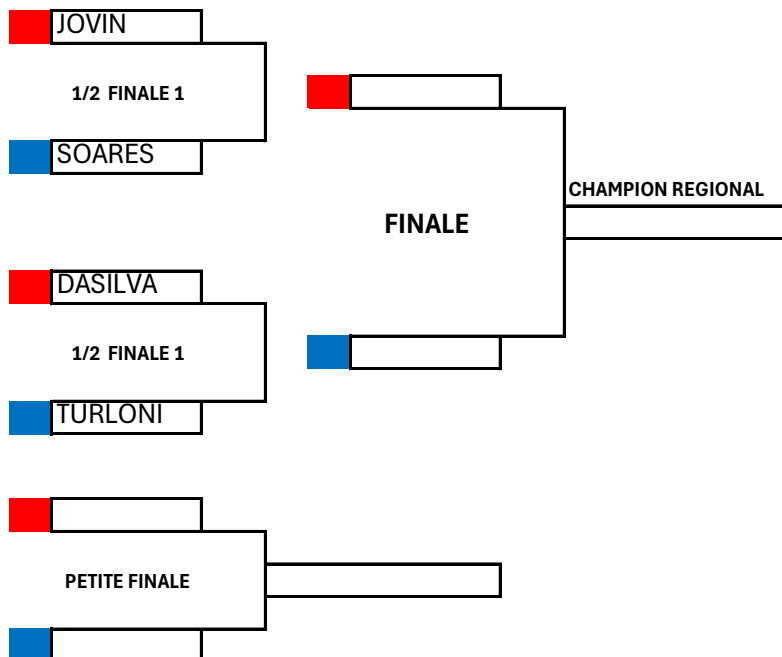 JOVIN
1/2 FINALE 1
SOARES
CHAMPION REGIONAL
FINALE
DASILVA
1/2 FINALE 1
TURLONI
PETITE FINALE